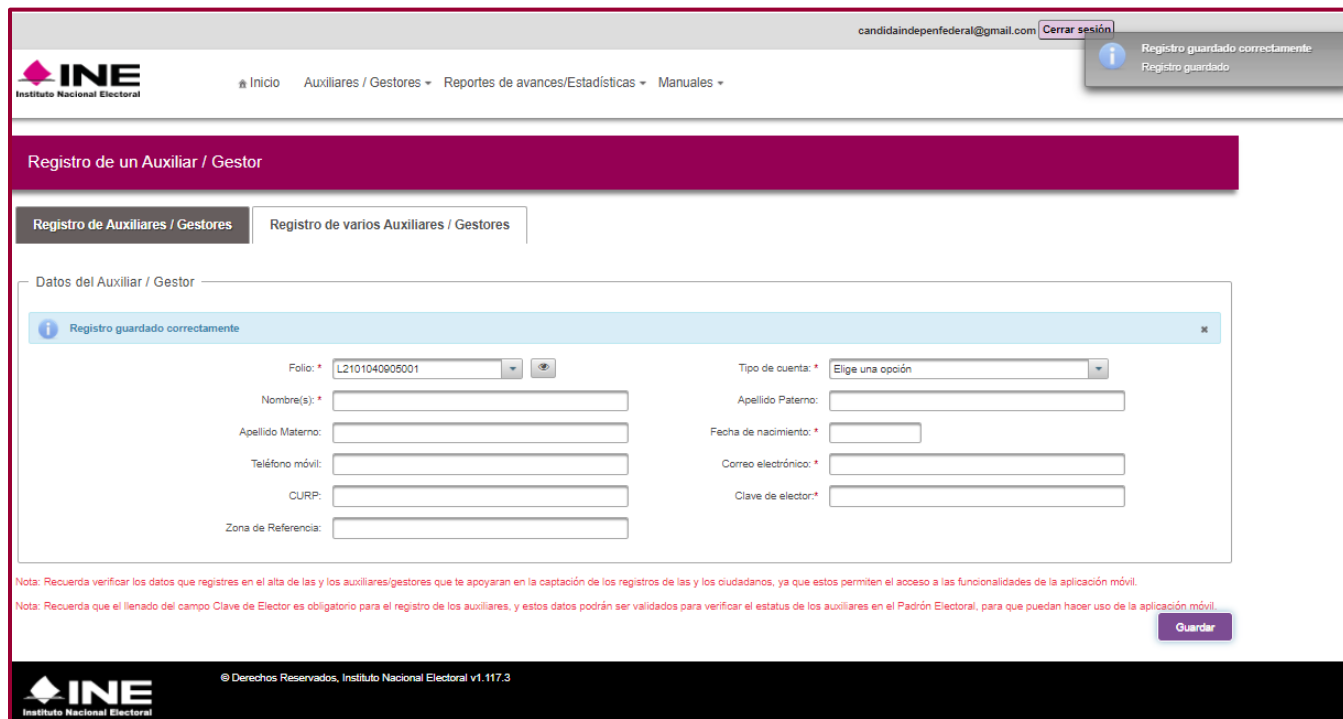 candidaindepenfederal@gmail.com Cerrar sesión
Registro guardado correctamente
Registro guardado
INE
Instituto Nacional Electoral
Inicio Auxiliares / Gestores Reportes de avances/Estadísticas Manuales
Registro de un Auxiliar / Gestor
Registro de Auxiliares / Gestores Registro de varios Auxiliares / Gestores
Datos del Auxiliar / Gestor
Registro guardado correctamente
Folio: * L2101040905001 Tipo de cuenta: * Elige una opción
Nombre(s): * Apellido Paterno:
Apellido Materno: Fecha de nacimiento: *
Teléfono móvil: Correo electrónico: *
CURP: Clave de elector:*
Zona de Referencia:
Nota: Recuerda verificar los datos que registres en el alta de las y los auxiliares/gestores que te apoyaran en la captación de los registros de las y los ciudadanos, ya que estos permiten el acceso a las funcionalidades de la aplicación móvil.
Nota: Recuerda que el llenado del campo Clave de Elector es obligatorio para el registro de los auxiliares, y estos datos podrán ser validados para verificar el estatus de los auxiliares en el Padrón Electoral, para que puedan hacer uso de la aplicación móvil.
Guardar
© Derechos Reservados, Instituto Nacional Electoral v1.117.3
INE
Instituto Nacional Electoral